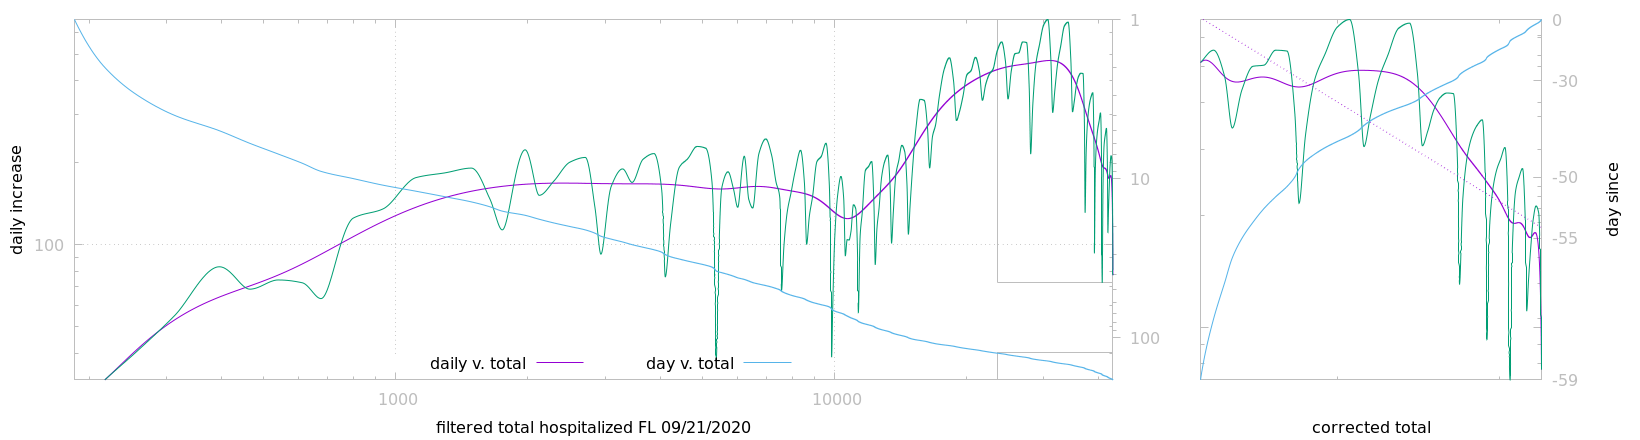 1
10
100
daily increase
100
daily v. total
day v. total
1000
10000
filtered total hospitalized FL 09/21/2020
0
-30
-50
-55
-59
day since
corrected total